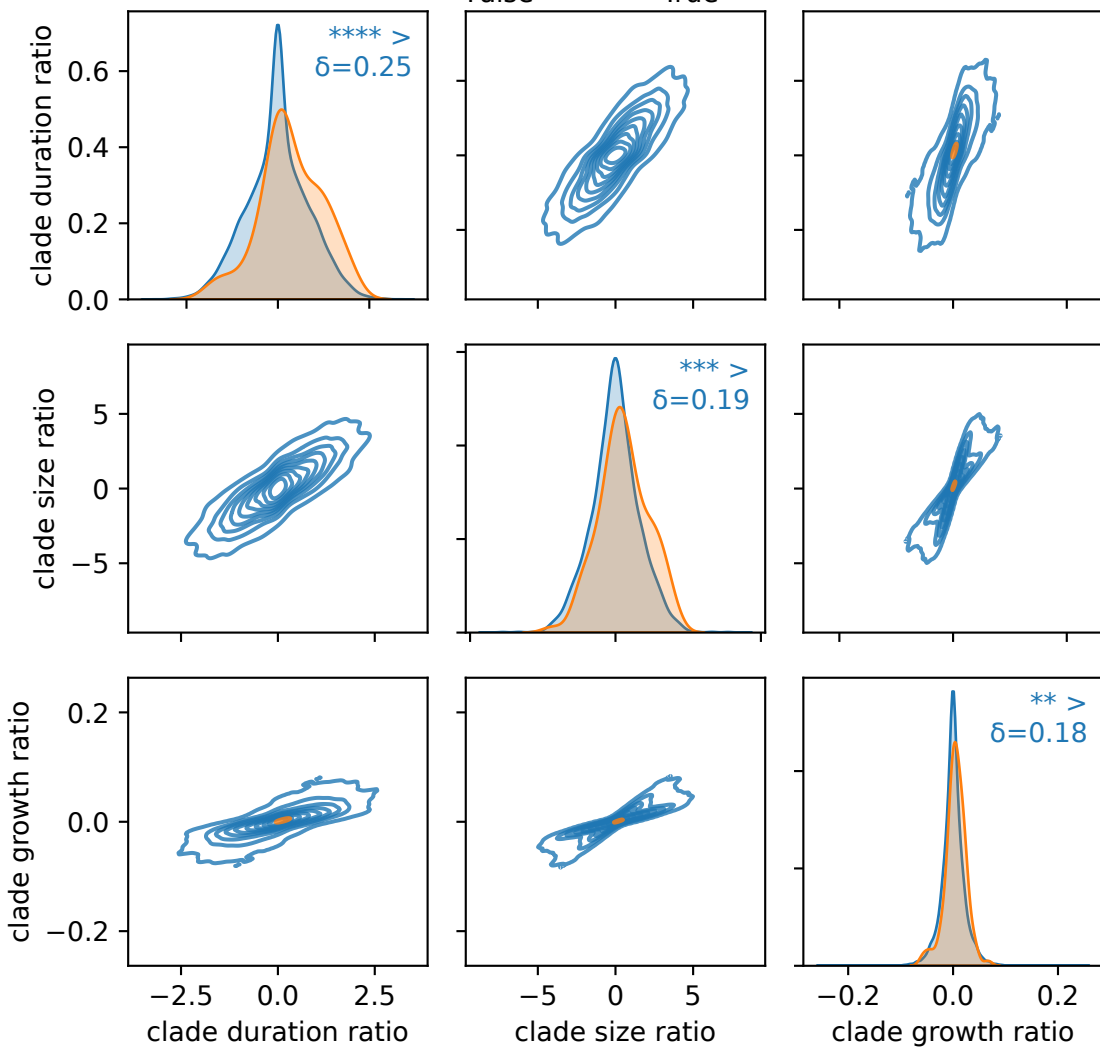 clade duration ratio
0.6
0.4
0.2
0.0
**** >
δ=0.25
clade size ratio
5
0
−5
*** >
δ=0.19
clade growth ratio
0.2
0.0
−0.2
** >
δ=0.18
−2.5 0.0 2.5
−5 0 5
−0.2 0.0 0.2
clade duration ratio
clade size ratio
clade growth ratio